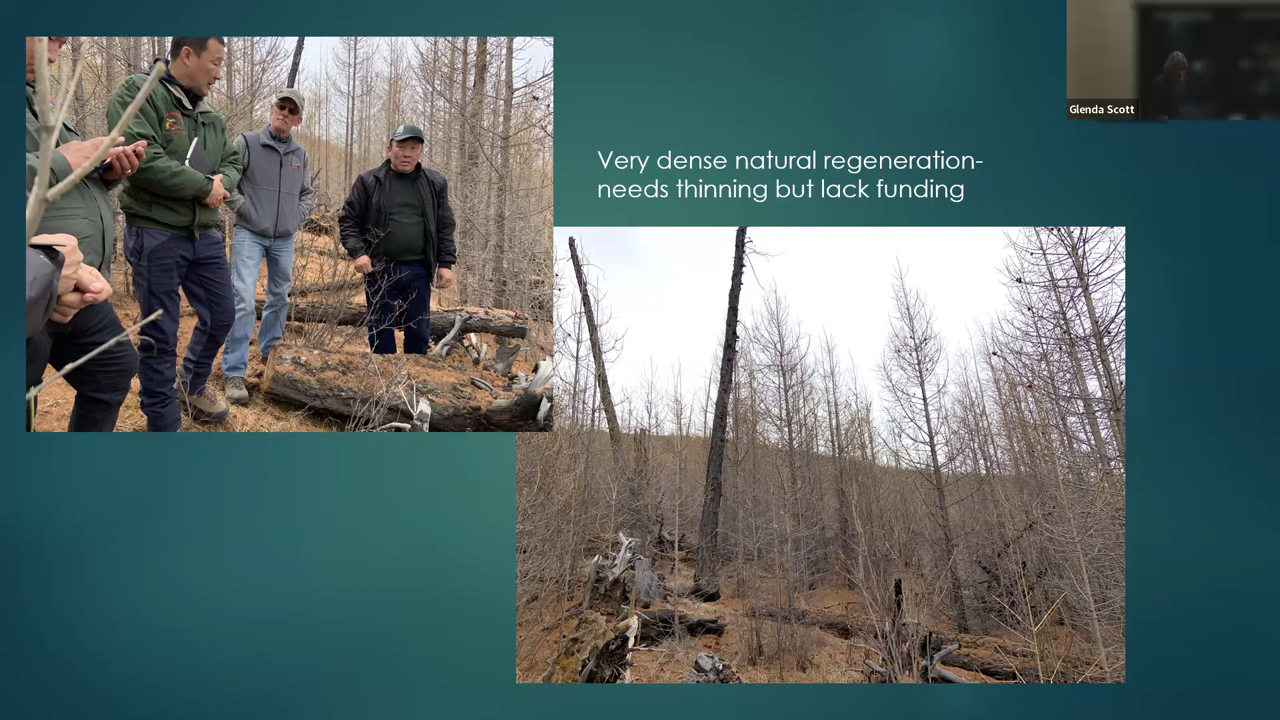 Glenda Scott
Very dense natural regeneration-
needs thinning but lack funding